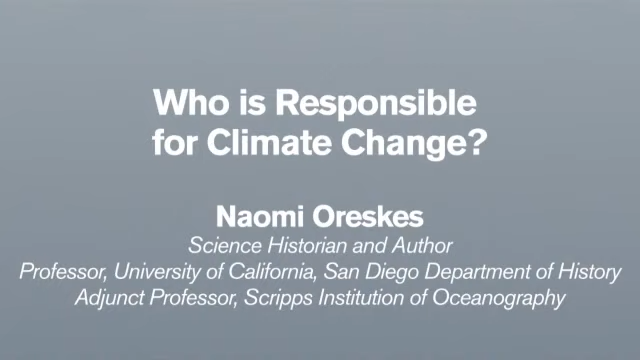 Who is Responsible
for Climate Change?
Naomi Oreskes
Science Historian and Author
Professor, University of California, San Diego Department of History
Adjunct Professor, Scripps Institution of Oceanography